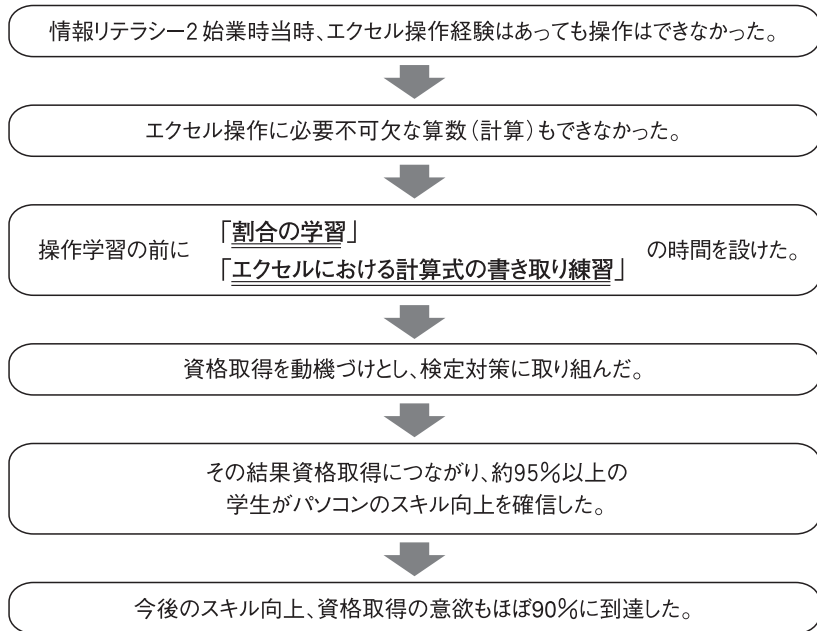 情報リテラシー2 始業時当時、エクセル操作経験はあっても操作はできなかった。
エクセル操作に必要不可欠な算数（計算）もできなかった。
操作学習の前に 「割合の学習」 の時間を設けた。
「エクセルにおける計算式の書き取り練習」
資格取得を動機づけとし、検定対策に取り組んだ。
その結果資格取得につながり、約95％以上の
学生がパソコンのスキル向上を確信した。
今後のスキル向上、資格取得の意欲もほぼ90％に到達した。